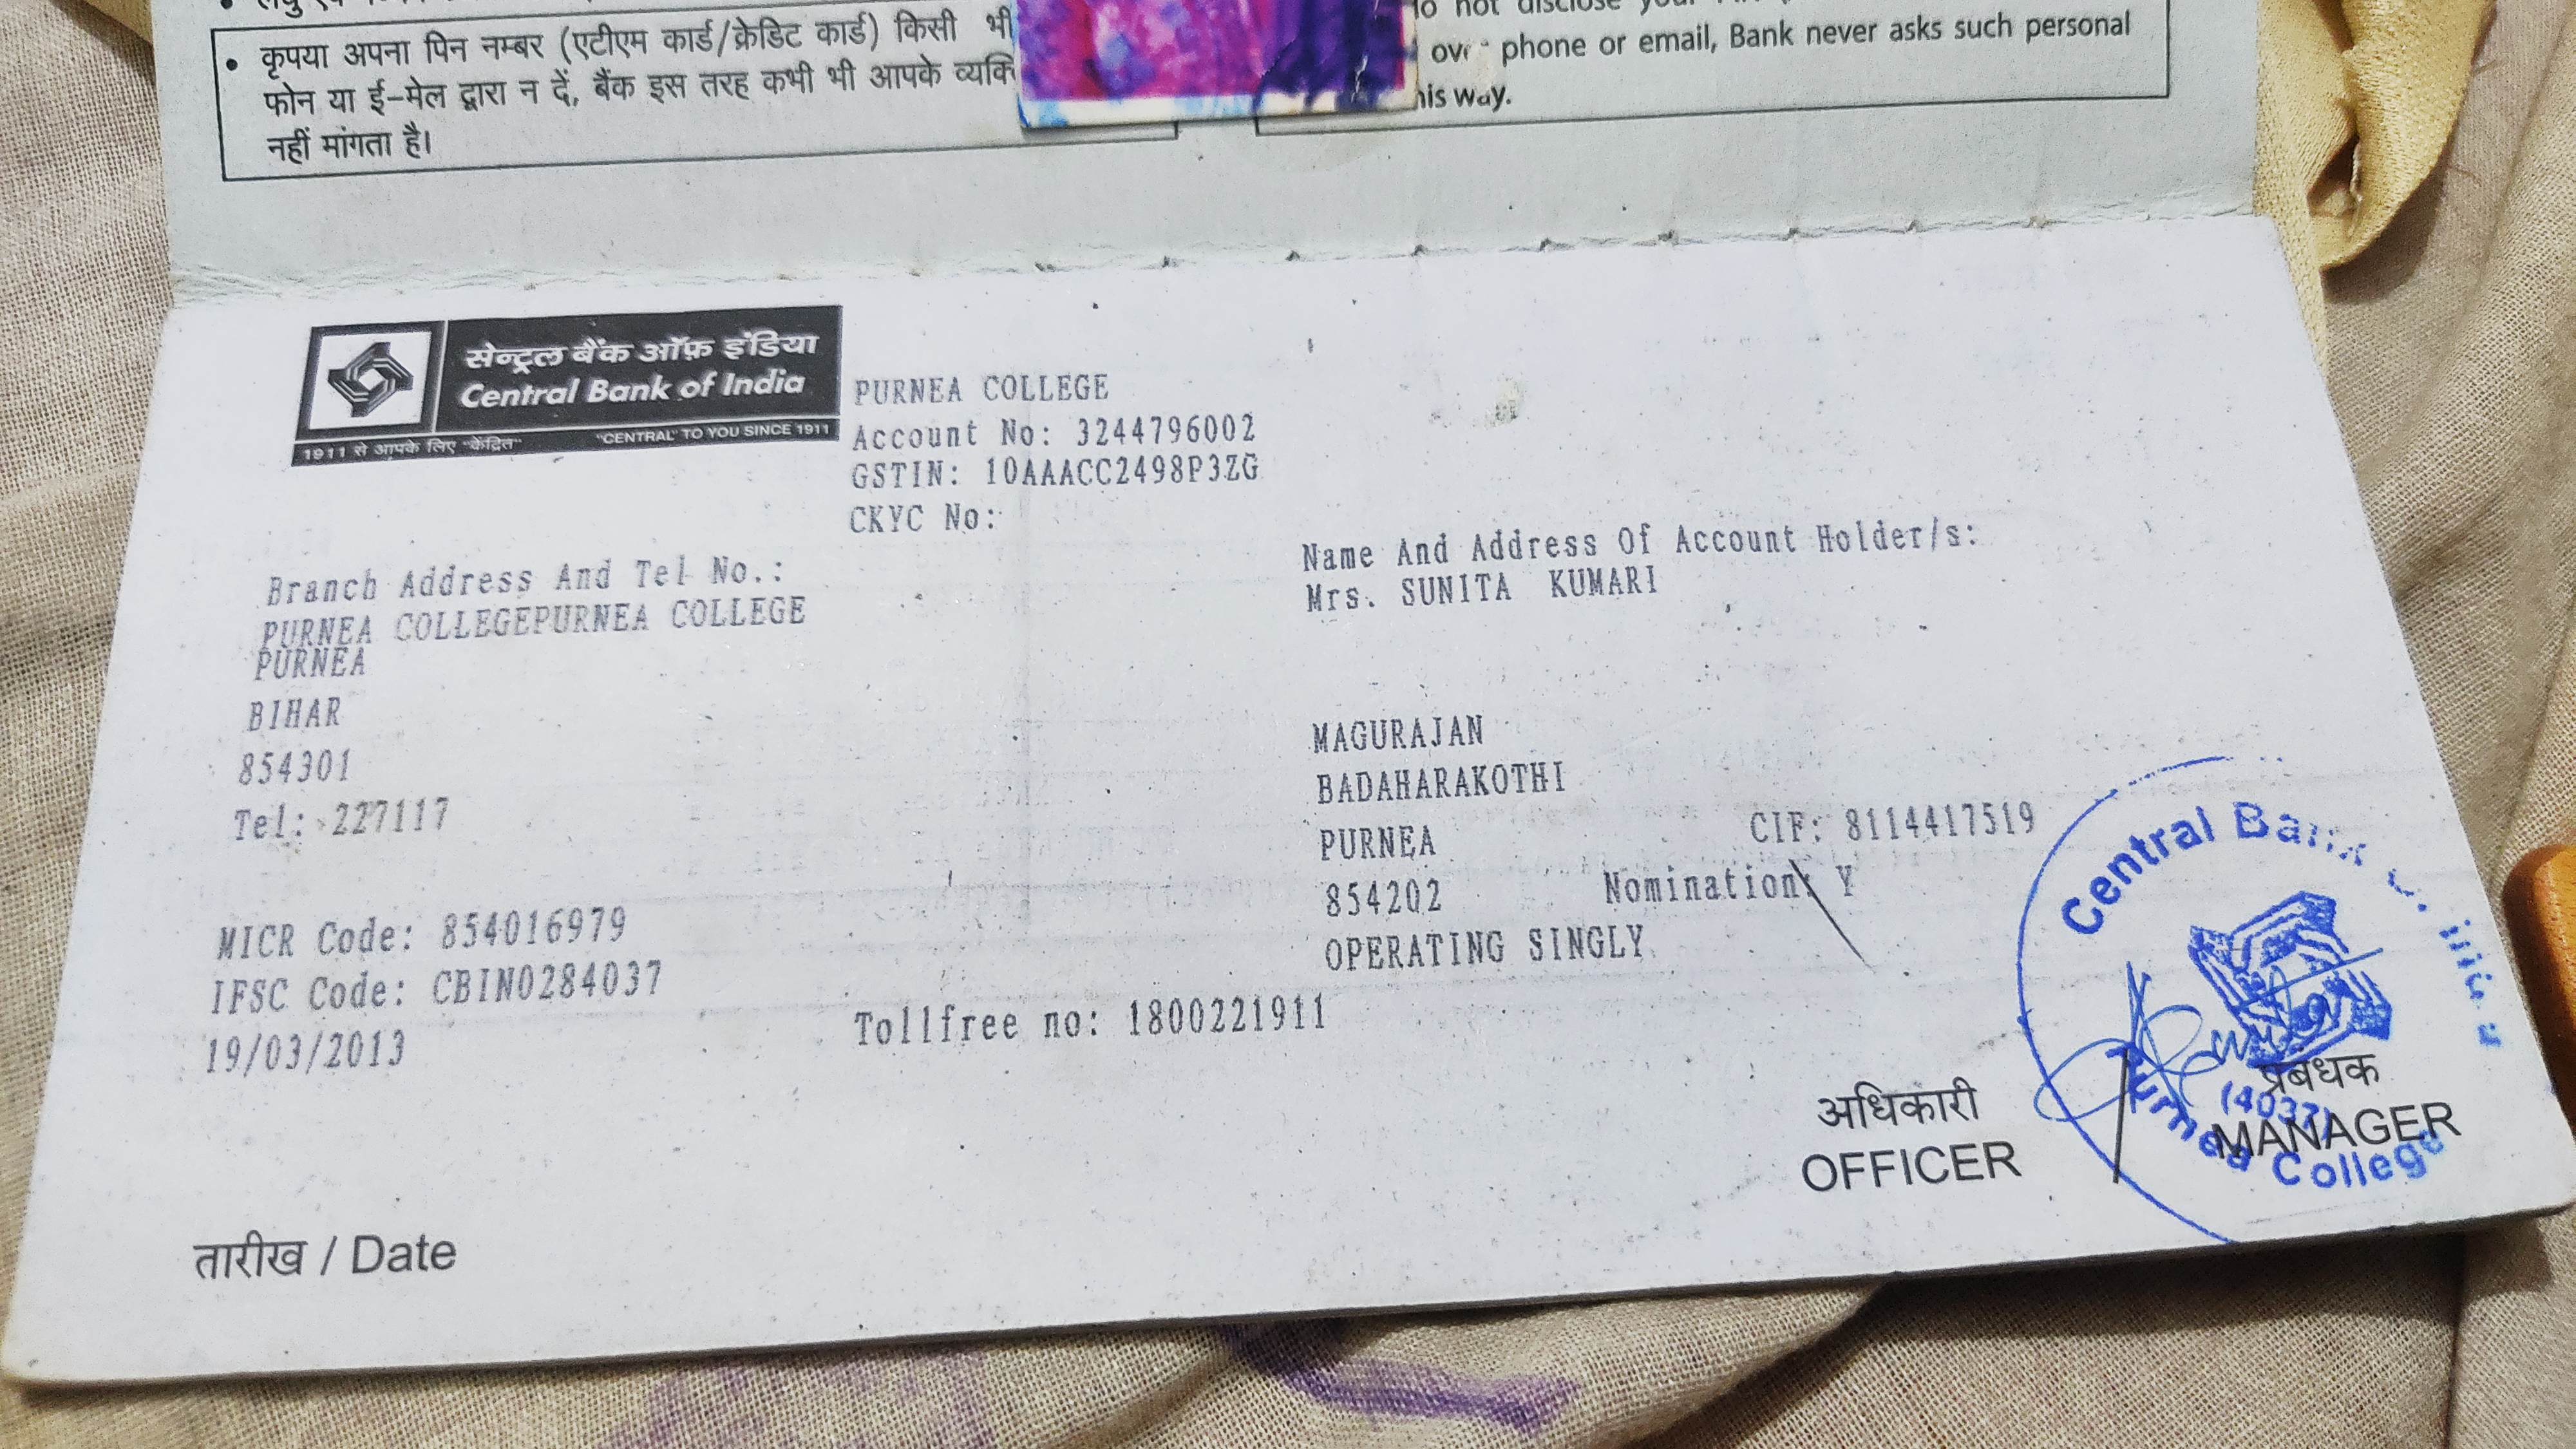 कृपया अपना पिन नम्बर (एटीएम कार्ड/क्रेडिट कार्ड) किसी भी
फोन या ई-मेल द्वारा न दें, बैंक इस तरह कभी भी आपके
नहीं मांगता है।
not disclose
phone or email, Bank never asks such personal
way.
सेन्ट्रल बैंक ऑफ़ इंडिया
Central Bank of India
1911 से आपके लिए "केंद्रित" "CENTRAL" TO YOU SINCE 1911
PURNEA COLLEGE
Account No: 3244796002
GSTIN: 10AAACC2498P3ZG
CKYC No:
Branch Address And Tel No.:
PURNEA COLLEGEPURNEA COLLEGE
PURNEA
BIHAR
854301
Tel: 227117
MICR Code: 854016979
IFSC Code: CBIN0284037
19/03/2013
Name And Address Of Account Holder/s:
Mrs. SUNITA KUMARI
MAGURAJAN
BADAHARAKOTHI
PURNEA
CIF: 8114417519
854202
Nomination: Y
OPERATING SINGLY
Tollfree no: 1800221911
Central Bank
(4037)
Purnea College
अधिकारी
OFFICER
प्रबंधक
MANAGER
तारीख / Date